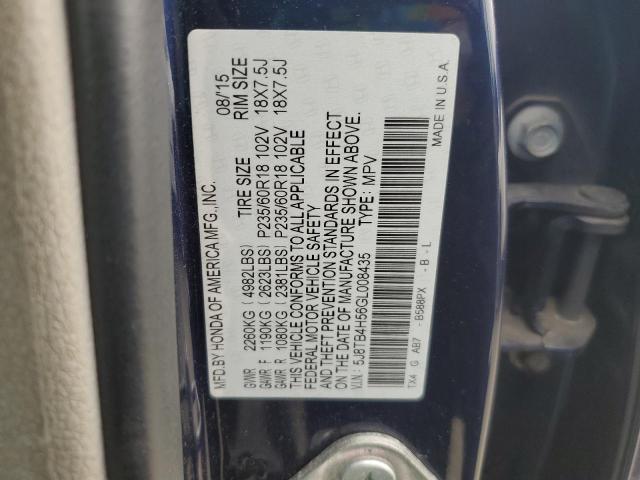 MFD.BY HONDA OF AMERICA MFG.,INC. 08/'15
TIRE SIZE RIM SIZE
GVWR 2260KG (4982LBS)
GAWR F 1190KG (2623LBS) P235/60R18 102V 18X7.5J
GAWR R 1080KG (2381LBS) P235/60R18 102V 18X7.5J
THIS VEHICLE CONFORMS TO ALL APPLICABLE
FEDERAL MOTOR VEHICLE SAFETY
AND THEFT PREVENTION STANDARDS IN EFFECT
ON THE DATE OF MANUFACTURE SHOWN ABOVE.
V.I.N.: 5J8TB4H56GL008435 TYPE: MPV
TX4 G AB7 - B588PX - B - L MADE IN U.S.A.